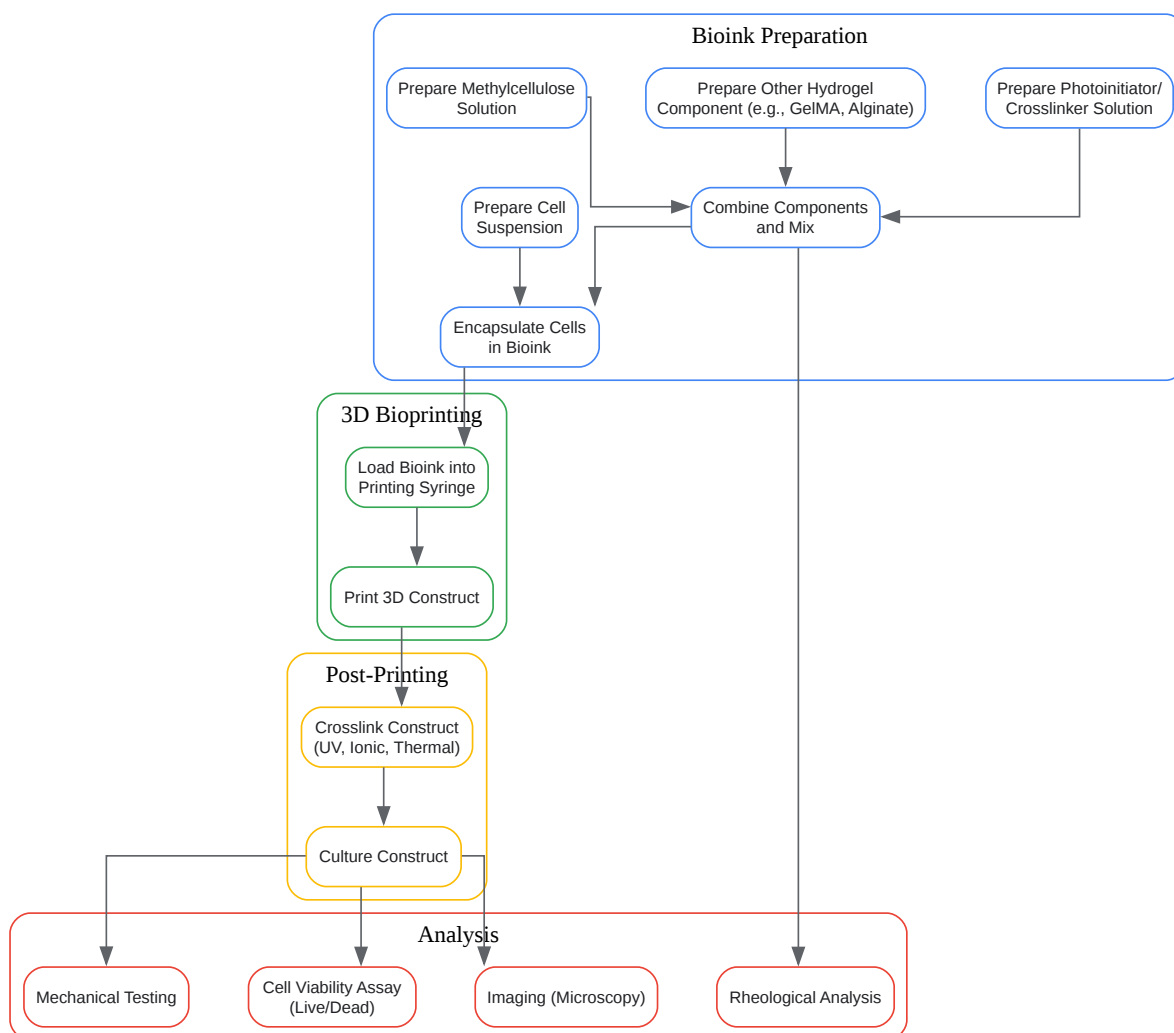 Bioink Preparation
Prepare Methylcellulose
Solution
Prepare Other Hydrogel
Component (e.g., GelMA, Alginate)
Prepare Photoinitiator/
Crosslinker Solution
Prepare Cell
Suspension
Combine Components
and Mix
Encapsulate Cells
in Bioink
3D Bioprinting
Load Bioink into
Printing Syringe
Print 3D Construct
Post-Printing
Crosslink Construct
(UV, Ionic, Thermal)
Culture Construct
Analysis
Mechanical Testing
Cell Viability Assay
(Live/Dead)
Imaging (Microscopy)
Rheological Analysis